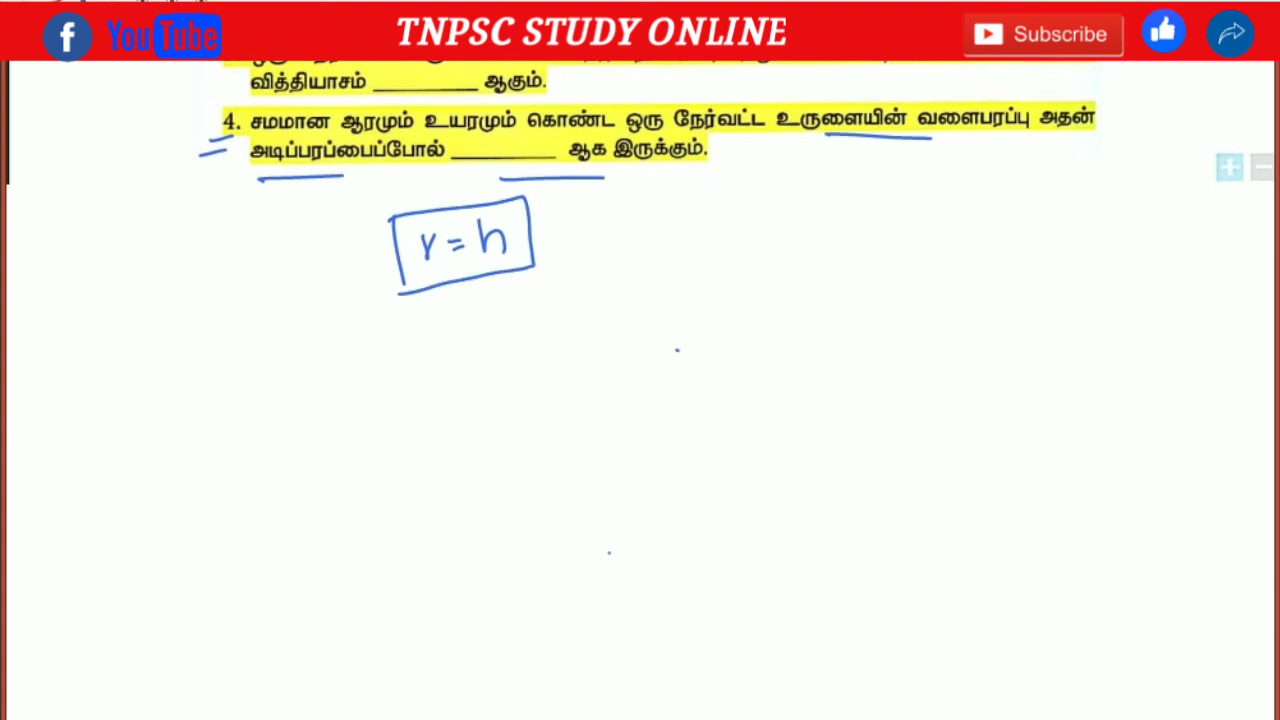 YouTube
TNPSC STUDY ONLINE
Subscribe
வித்தியாசம் __________ ஆகும்.
4. சமமான ஆரமும் உயரமும் கொண்ட ஒரு நேர்வட்ட உருளையின் வளைபரப்பு அதன்
அடிப்பரப்பைப்போல் __________ ஆக இருக்கும்.
r = h